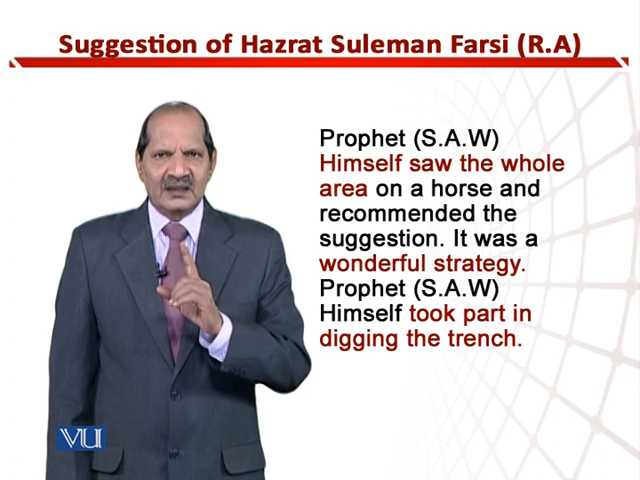 Suggestion of Hazrat Suleman Farsi (R.A)
Prophet (S.A.W)
Himself saw the whole
area on a horse and
recommended the
suggestion. It was a
wonderful strategy.
Prophet (S.A.W)
Himself took part in
digging the trench.
VU